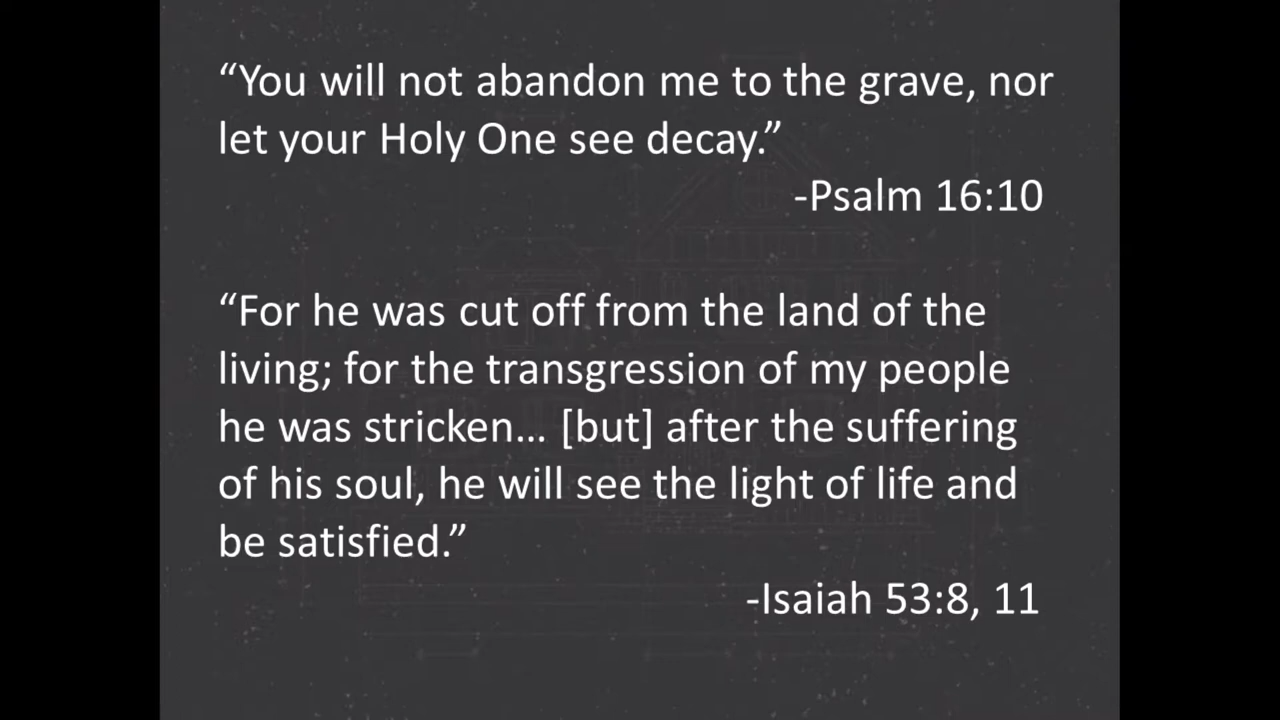 “You will not abandon me to the grave, nor
let your Holy One see decay.”
-Psalm 16:10
“For he was cut off from the land of the
living; for the transgression of my people
he was stricken… [but] after the suffering
of his soul, he will see the light of life and
be satisfied.”
-Isaiah 53:8, 11